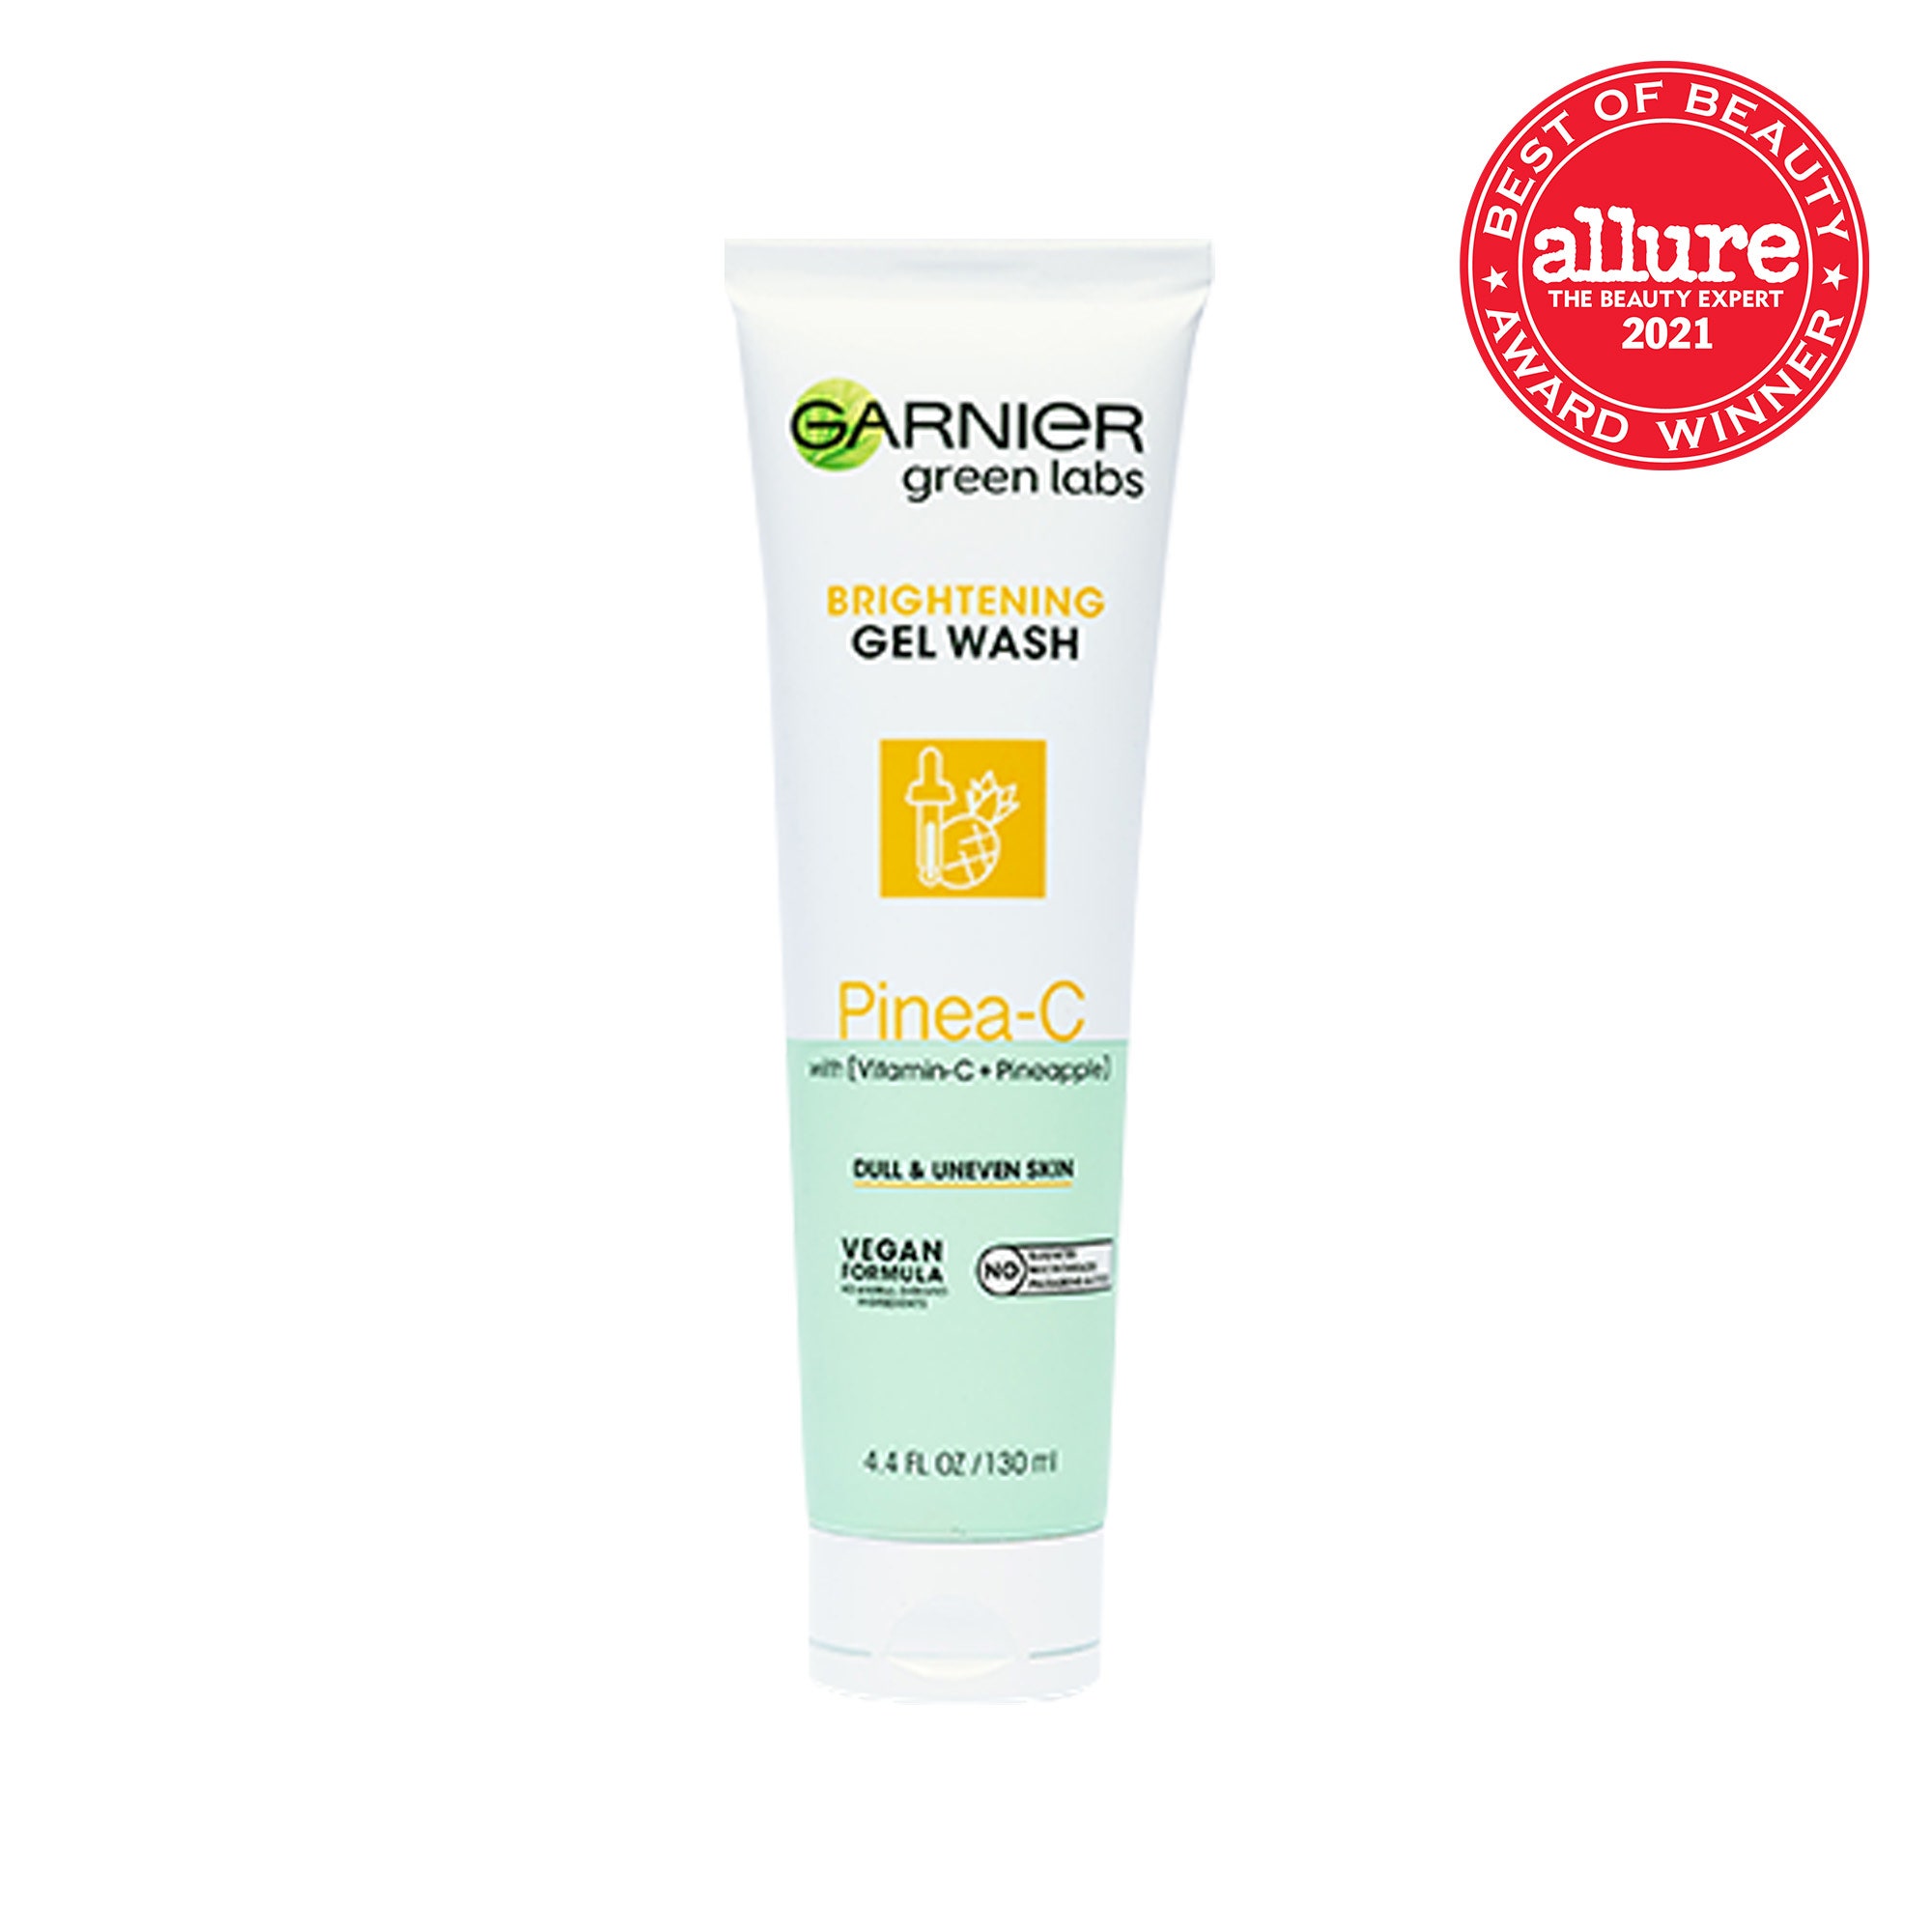 BEST OF BEAUTY
allure
THE BEAUTY EXPERT
2021
AWARD WINNER
GARNIER
green labs
BRIGHTENING
GEL WASH
Pinea-C
with [Vitamin-C + Pineapple]
DULL & UNEVEN SKIN
VEGAN
FORMULA
INGREDIENTS
NO
4.4 FL OZ / 130 ml